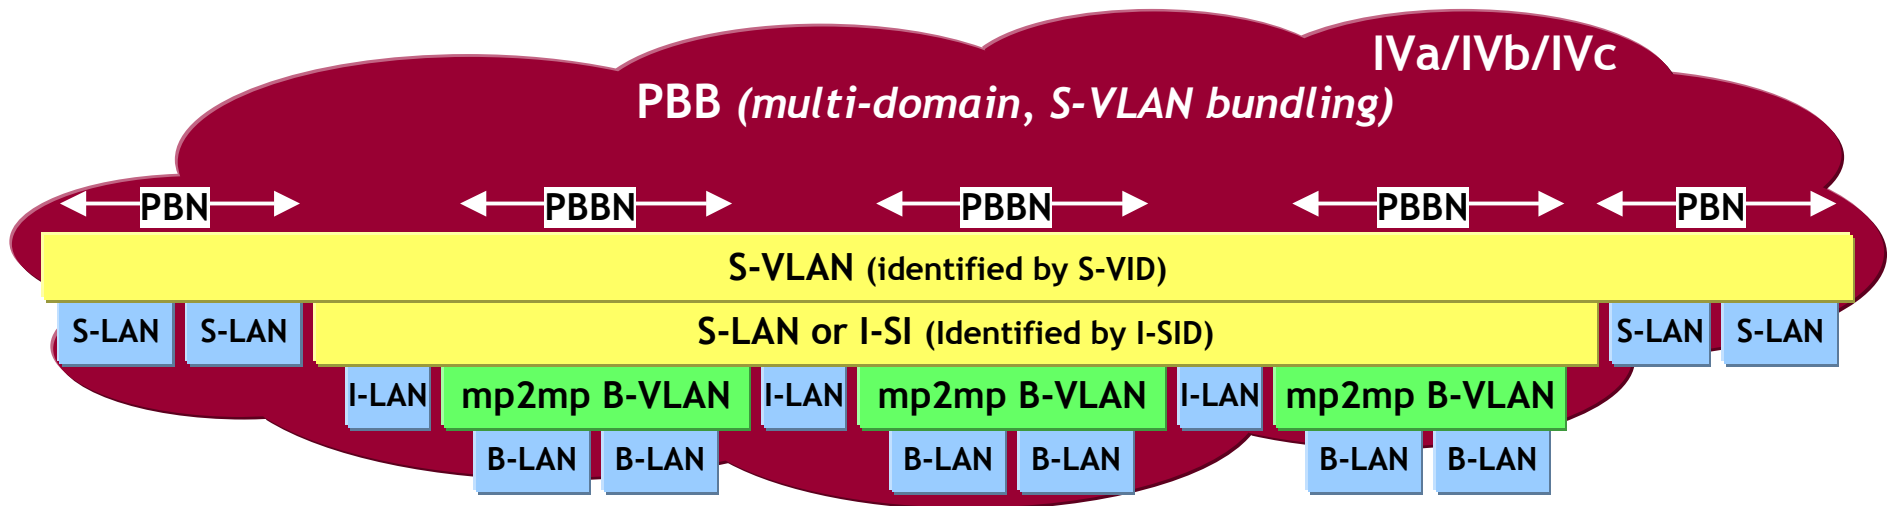 IVa/IVb/IVc
PBB (multi-domain, S-VLAN bundling)
PBN PBBN PBBN PBBN PBN
S-VLAN (identified by S-VID)
S-LAN S-LAN S-LAN or I-SI (Identified by I-SID) S-LAN S-LAN
I-LAN mp2mp B-VLAN I-LAN mp2mp B-VLAN I-LAN mp2mp B-VLAN
B-LAN B-LAN B-LAN B-LAN B-LAN B-LAN